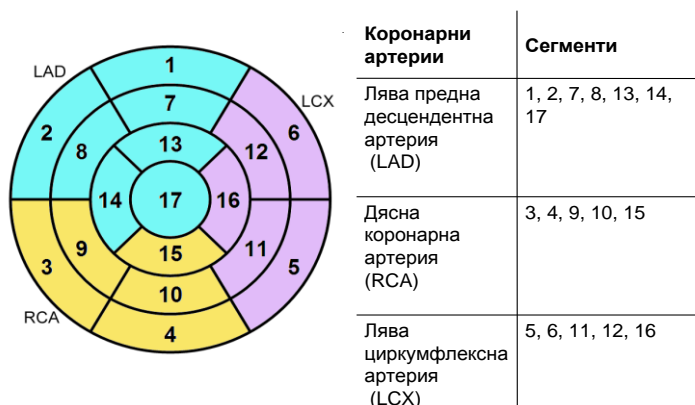 LAD
1
LCX
7
6
2
13
12
8
14
17
16
9
15
11
3
5
10
RCA
4
Коронарни артерии
Сегменти
Лява предна
десцендентна
артерия
(LAD)
1, 2, 7, 8, 13, 14,
17
Дясна
коронарна
артерия
(RCA)
3, 4, 9, 10, 15
Лява
циркумфлексна
артерия
(LCX)
5, 6, 11, 12, 16